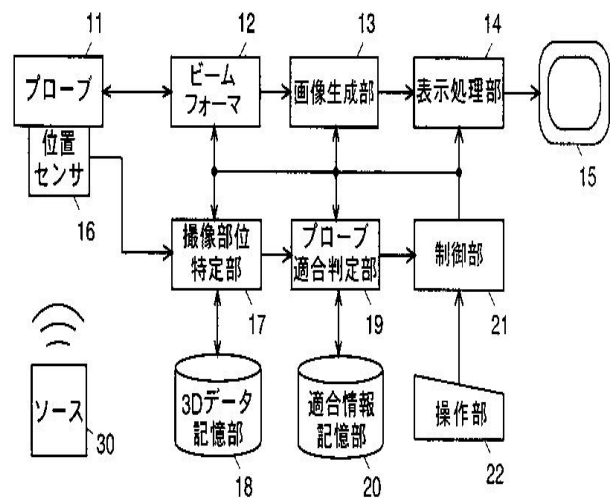 11
12
13
14
プローブ
ビーム
フォーマ
画像生成部
表示処理部
15
位置
センサ
16
撮像部位
特定部
プローブ
適合判定部
制御部
17
19
21
ソース
30
3Dデータ
記憶部
適合情報
記憶部
操作部
18
20
22